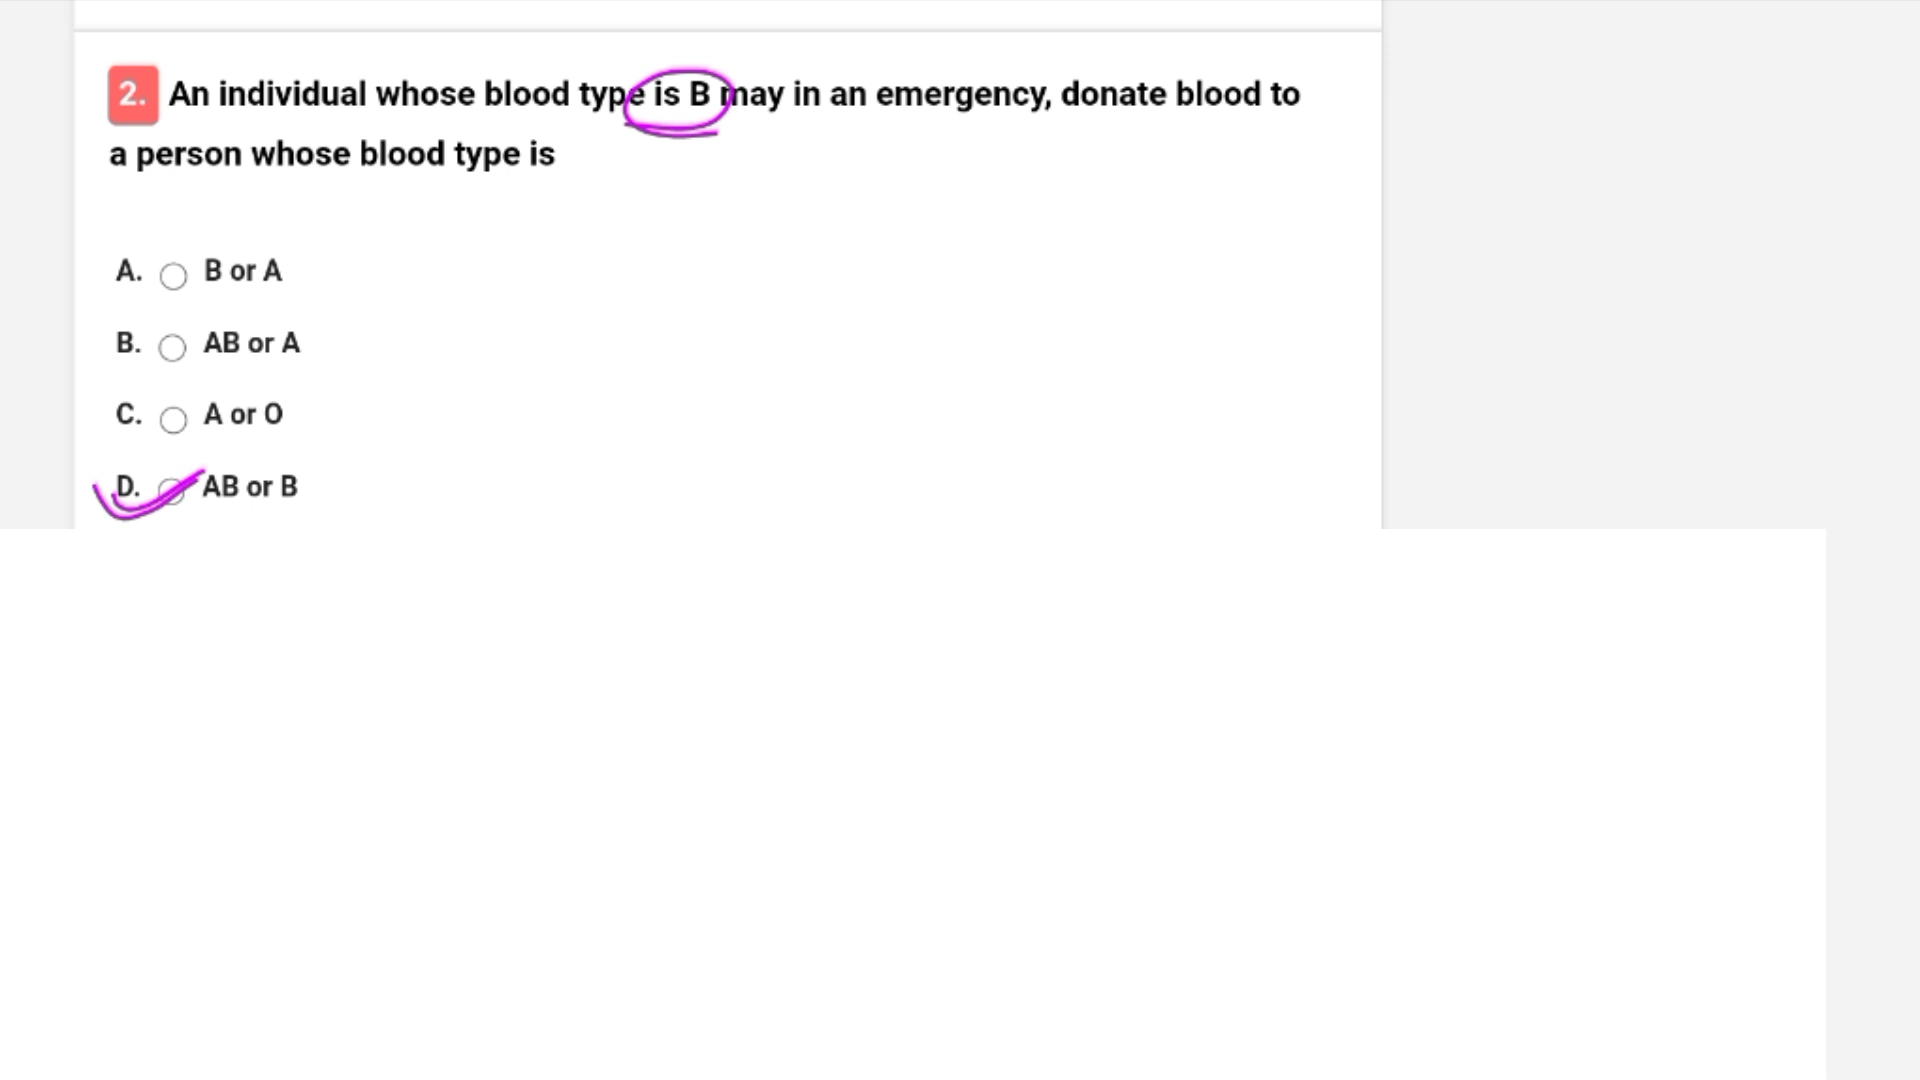 2. An individual whose blood type is B may in an emergency, donate blood to
a person whose blood type is
A. B or A
B. AB or A
C. A or O
D. AB or B